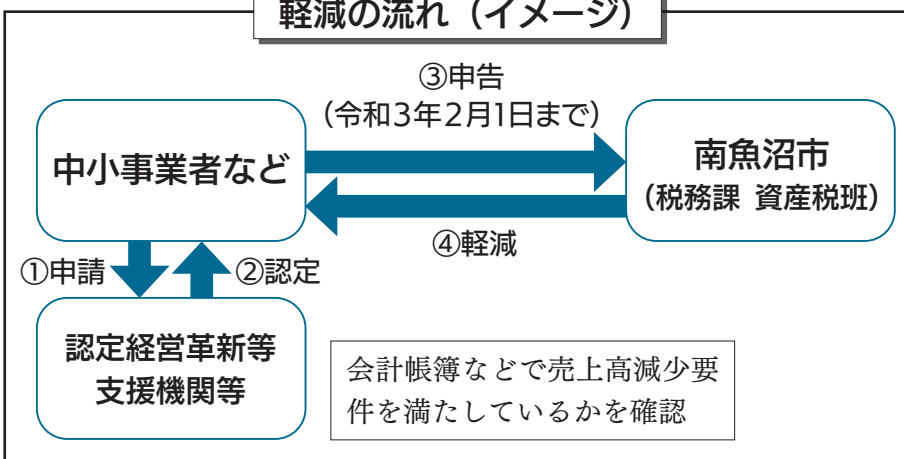 軽減の流れ（イメージ）
③申告
（令和3年2月1日まで）
中小事業者など
南魚沼市
（税務課 資産税班）
④軽減
①申請
②認定
認定経営革新等
支援機関等
会計帳簿などで売上高減少要
件を満たしているかを確認